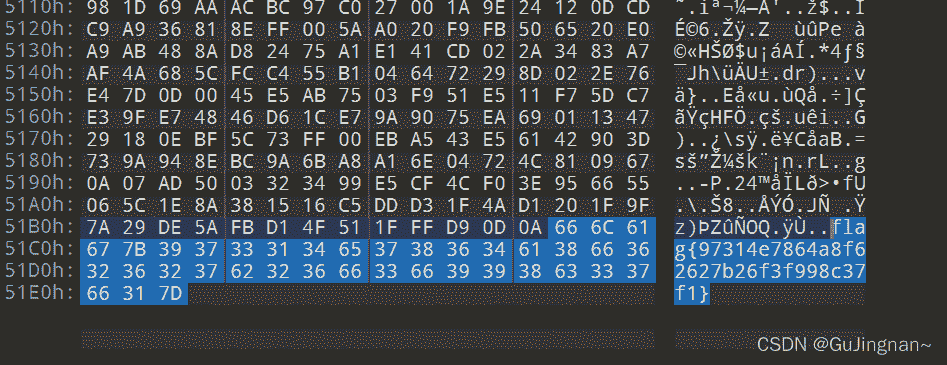 5110h: 98 1D 69 AA AC BC 97 C0 27 00 1A 9E 24 12 0D CD ˜.iª¬¼—À'..ž$..Í
5120h: C9 A9 36 81 8E FF 00 5A A0 20 F9 FB 50 65 20 E0 É©6.Žÿ.Z ùûPe à
5130h: A9 AB 48 8A D8 24 75 A1 E1 41 CD 02 2A 34 83 A7 ©«HŠØ$u¡áAÍ.*4ƒ§
5140h: AF 4A 68 5C FC C4 55 B1 04 64 72 29 8D 02 2E 76 ¯Jh\üÄU±.dr)...v
5150h: E4 7D 0D 00 45 E5 AB 75 03 F9 51 E5 11 F7 5D C7 ä}..Eå«u.ùQå.÷]Ç
5160h: E3 9F E7 48 46 D6 1C E7 9A 90 75 EA 69 01 13 47 ãŸçHFÖ.çš.uêi..G
5170h: 29 18 0E BF 5C 73 FF 00 EB A5 43 E5 61 42 90 3D )..¿\sÿ.ë¥CåaB.=
5180h: 73 9A 94 8E BC 9A 6B A8 A1 6E 04 72 4C 81 09 67 sš”Ž¼šk¨¡n.rL..g
5190h: 0A 07 AD 50 03 32 34 99 E5 CF 4C F0 3E 95 66 55 ..-P.24™åÏLð>•fU
51A0h: 06 5C 1E 8A 38 15 16 C5 DD D3 1F 4A D1 20 1F 9F .\.Š8..ÅÝÓ.JÑ .Ÿ
51B0h: 7A 29 DE 5A FB D1 4F 51 1F FF D9 0D 0A 66 6C 61 z)ÞZûÑOQ.ÿÙ..fla
51C0h: 67 7B 39 37 33 31 34 65 37 38 36 34 61 38 66 36 g{97314e7864a8f6
51D0h: 32 36 32 37 62 32 36 66 33 66 39 39 38 63 33 37 2627b26f3f998c37
51E0h: 66 31 7D f1}
CSDN @GuJingnan~